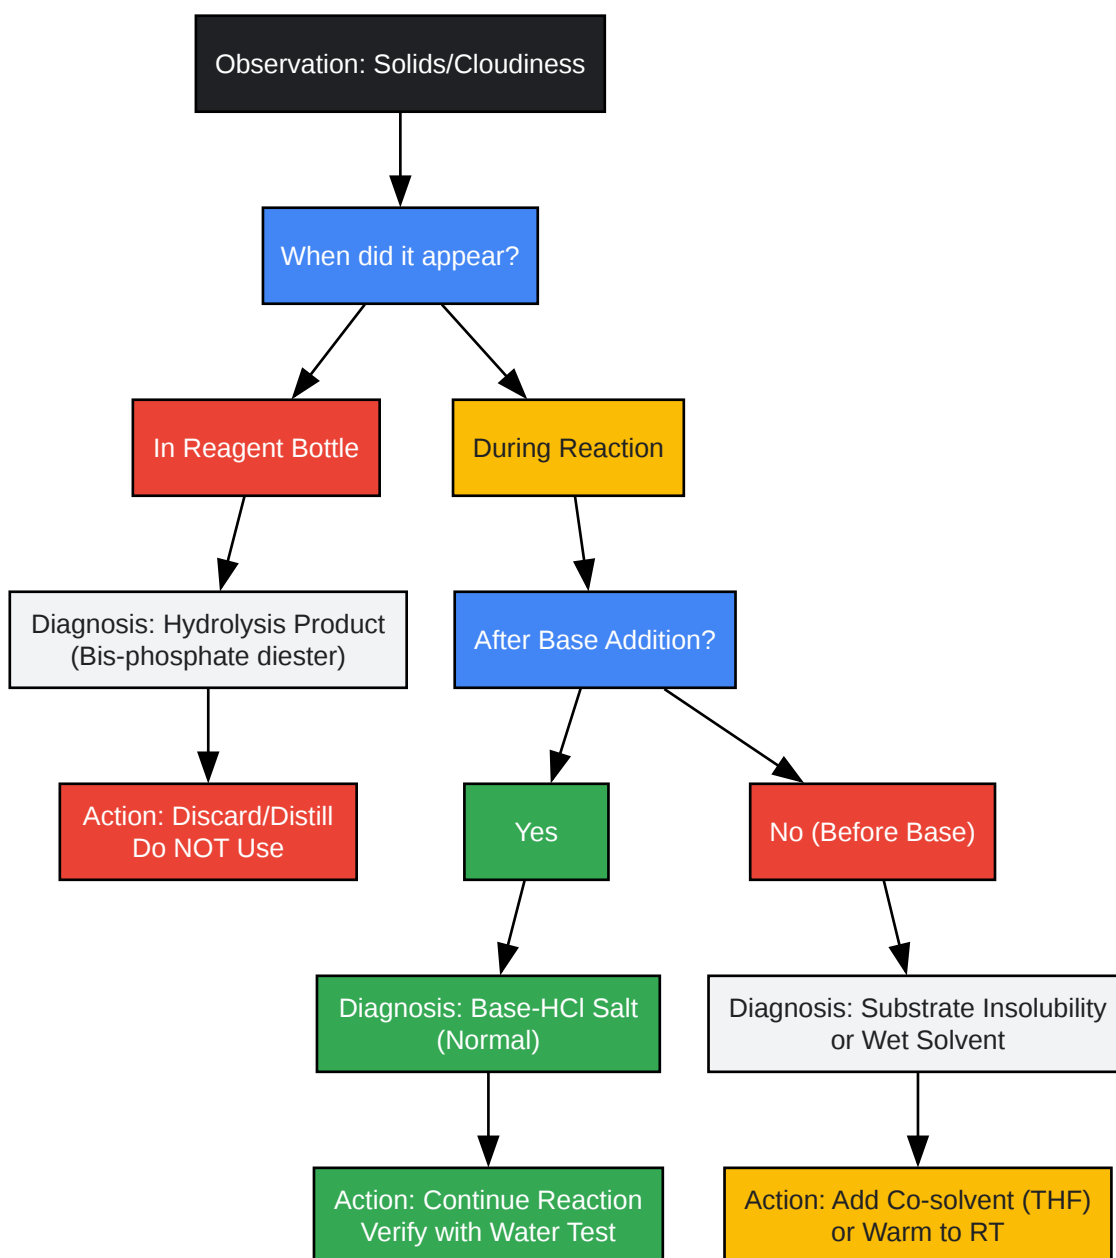 Observation: Solids/Cloudiness
When did it appear?
In Reagent Bottle
During Reaction
Diagnosis: Hydrolysis Product
(Bis-phosphate diester)
After Base Addition?
Action: Discard/Distill
Do NOT Use
Yes
No (Before Base)
Diagnosis: Base-HCl Salt
(Normal)
Diagnosis: Substrate Insolubility
or Wet Solvent
Action: Continue Reaction
Verify with Water Test
Action: Add Co-solvent (THF)
or Warm to RT